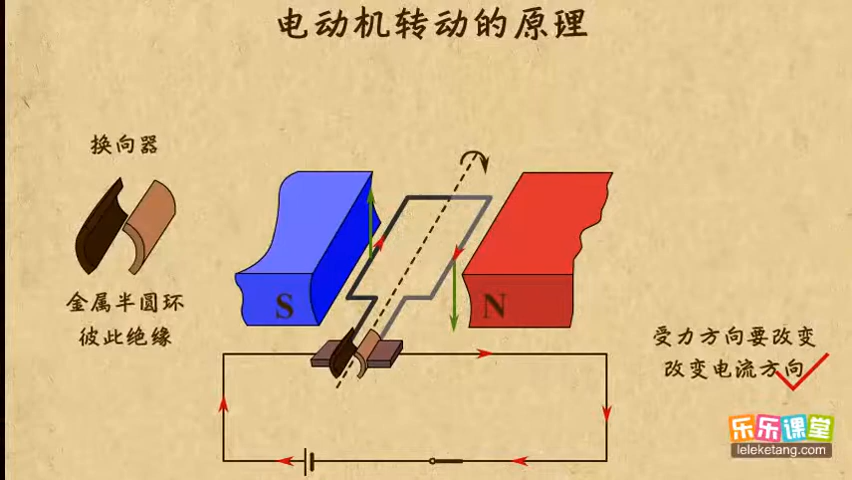 电动机转动的原理
换向器
金属半圆环
彼此绝缘
S
N
受力方向要改变
改变电流方向
乐乐课堂
leleketang.com